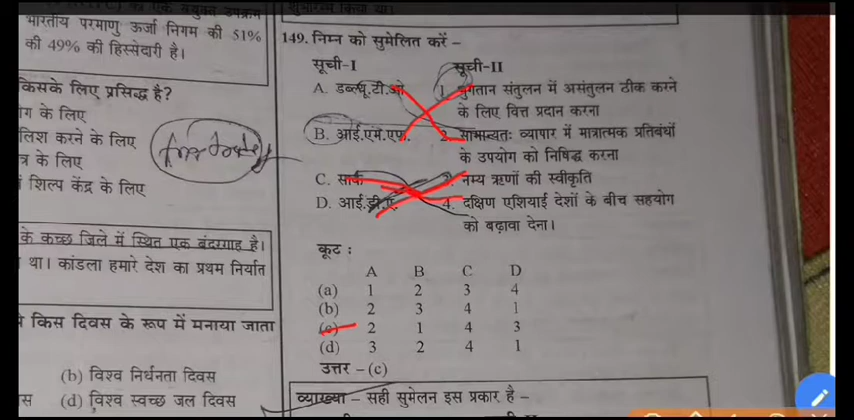 भारतीय परमाणु ऊर्जा निगम की 51%
की 49% की हिस्सेदारी है।
किसके लिए प्रसिद्ध है?
ग के लिए
लिश करने के लिए
त्र के लिए
शिल्प केंद्र के लिए
के कच्छ जिले में स्थित एक बंदरगाह है।
था। कांडला हमारे देश का प्रथम निर्यात
किस दिवस के रूप में मनाया जाता
(b) विश्व निर्धनता दिवस
स (d) विश्व स्वच्छ जल दिवस
149. निम्न को सुमेलित करें –
सूची-I सूची-II
A. डब्ल्यू.टी.ओ 1. भुगतान संतुलन में असंतुलन ठीक करने
के लिए वित्त प्रदान करना
B. आई.एम.एफ. 2. सामान्यतः व्यापार में मात्रात्मक प्रतिबंधों
के उपयोग को निषिद्ध करना
C. सार्क 3. नम्य ऋणों की स्वीकृति
D. आई.डी.ए. 4. दक्षिण एशियाई देशों के बीच सहयोग
को बढ़ावा देना।
कूट :
A B C D
(a) 1 2 3 4
(b) 2 3 4 1
(c) 2 1 4 3
(d) 3 2 4 1
उत्तर –(c)
व्याख्या – सही सुमेलन इस प्रकार है –